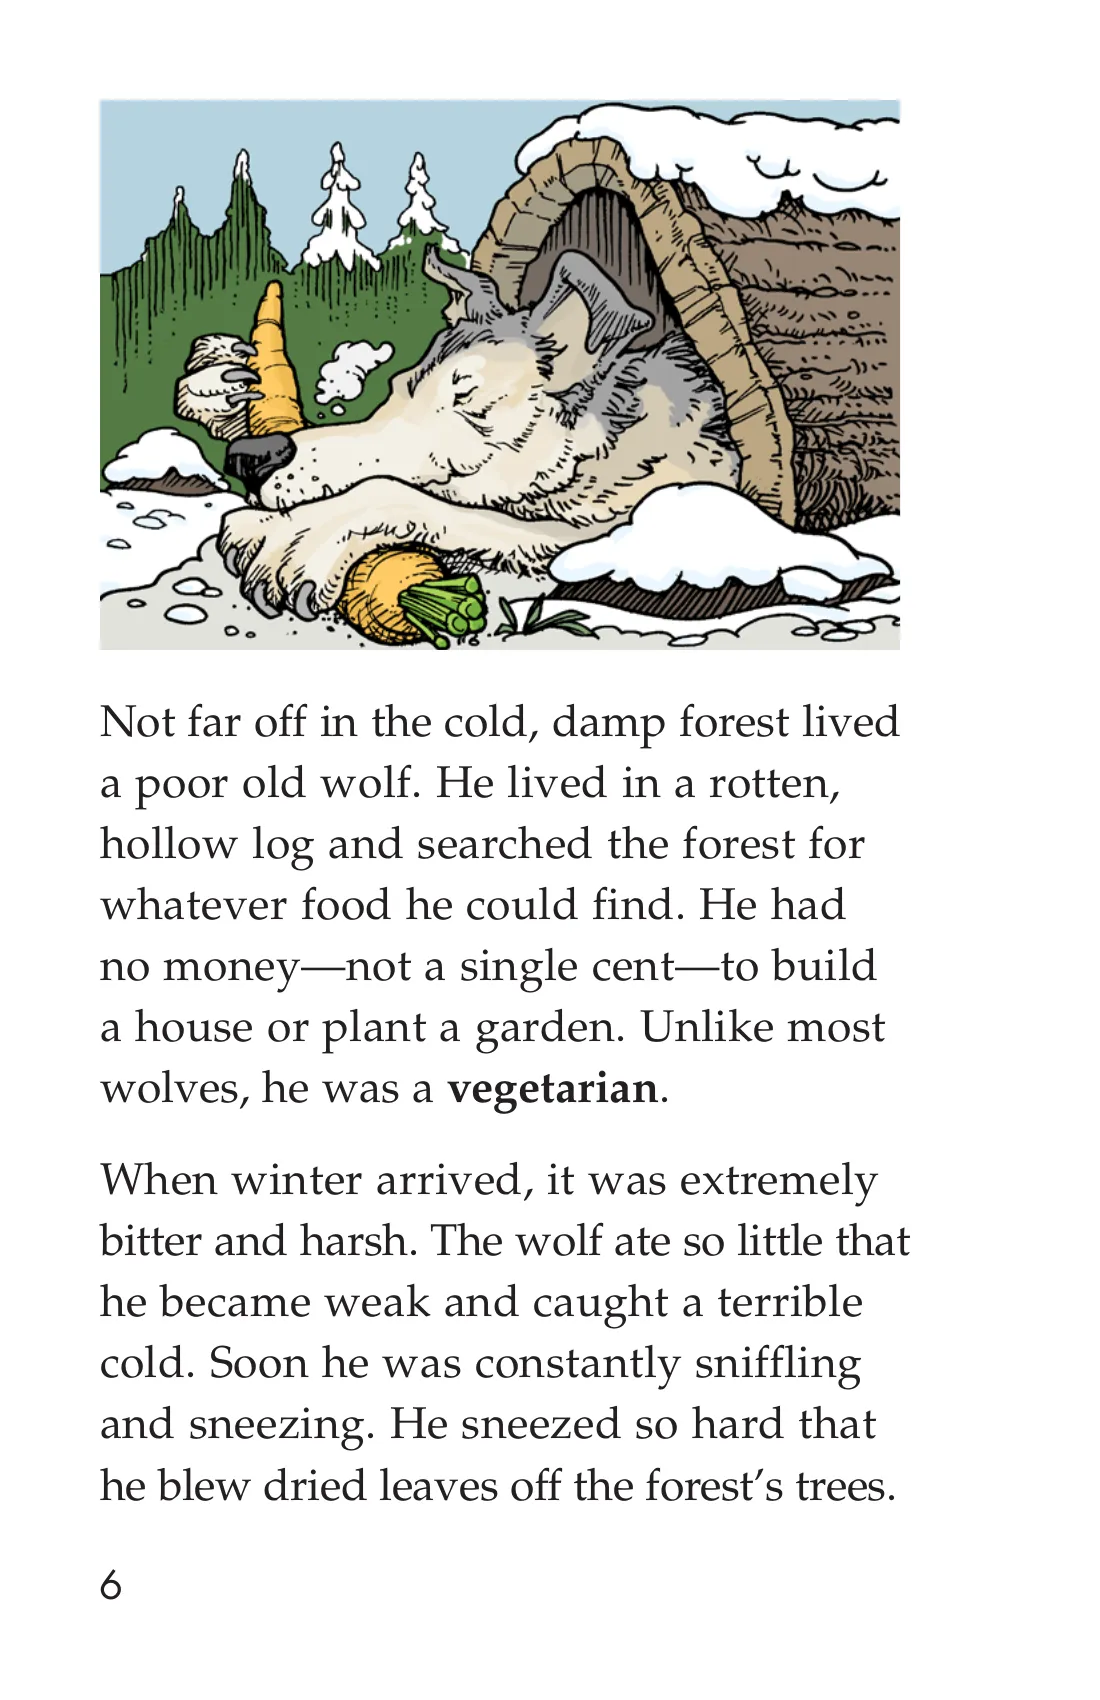 Not far off in the cold, damp forest lived
a poor old wolf. He lived in a rotten,
hollow log and searched the forest for
whatever food he could find. He had
no money—not a single cent—to build
a house or plant a garden. Unlike most
wolves, he was a vegetarian.
When winter arrived, it was extremely
bitter and harsh. The wolf ate so little that
he became weak and caught a terrible
cold. Soon he was constantly sniffling
and sneezing. He sneezed so hard that
he blew dried leaves off the forest’s trees.
6